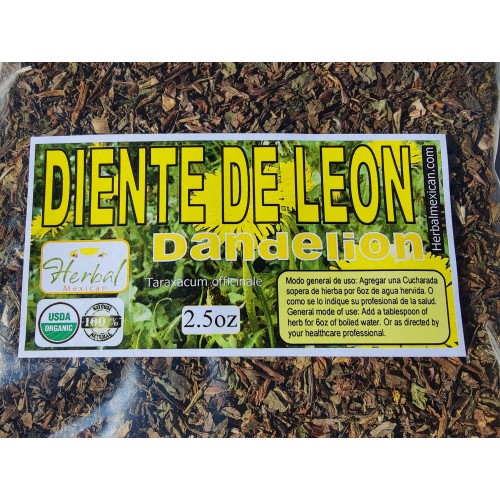 DIENTE DE LEON
Dandelion
Herbalmexican.com
Herbal
Mexican
Taraxacum officinale
USDA
ORGANIC
100%
2.5oz
Modo general de uso: Agregar una Cucharada
sopera de hierba por 6oz de agua hervida. O
como se lo indique su profesional de la salud.
General mode of use: Add a tablespoon of
herb for 6oz of boiled water. Or as directed by
your healthcare professional.